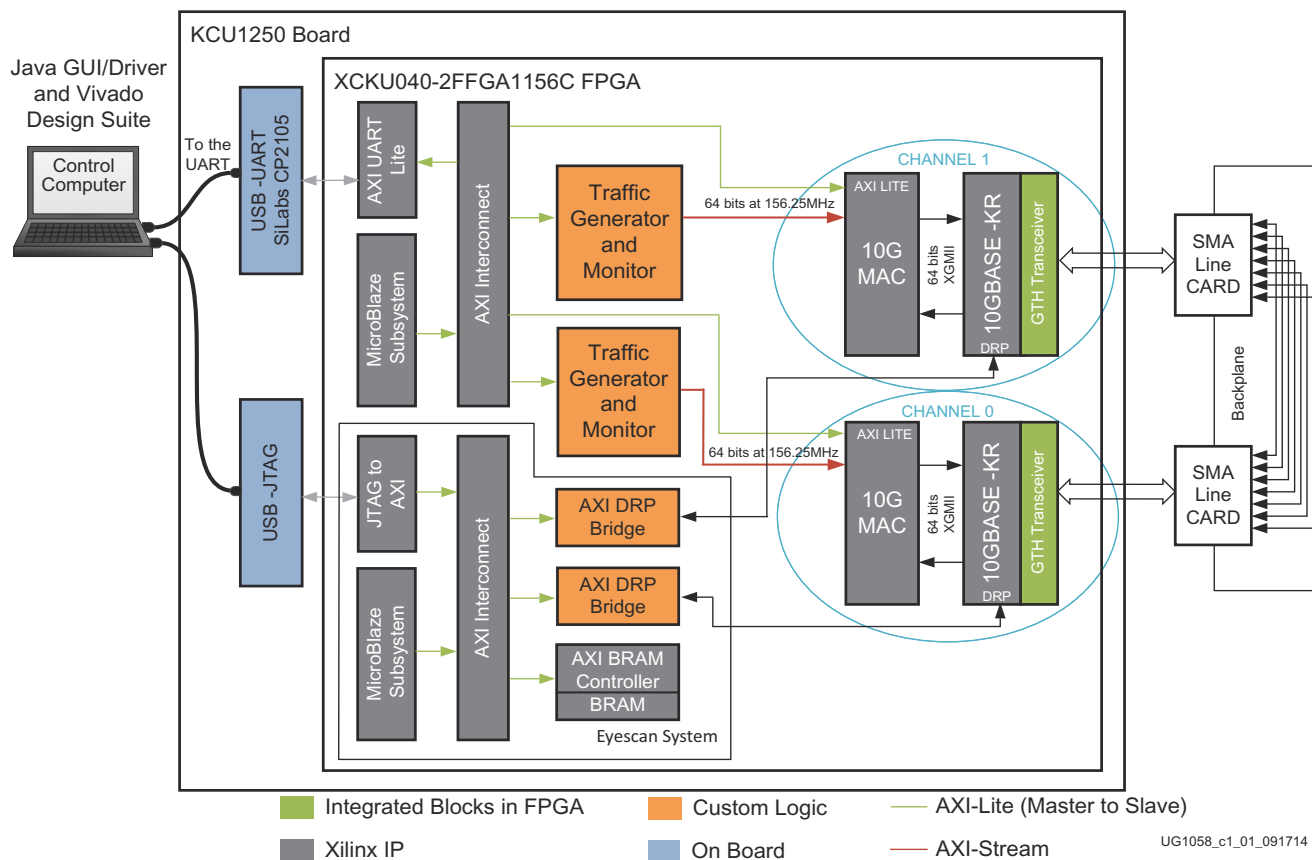 KCU1250 Board
Java GUI/Driver
and Vivado
Design Suite
Control
Computer
To the
UART
USB -UART
SiLabs CP2105
USB -JTAG
XCKU040-2FFGA1156C FPGA
AXI UART
Lite
MicroBlaze
Subsystem
AXI Interconnect
Traffic
Generator
and
Monitor
Traffic
Generator
and
Monitor
64 bits at 156.25MHz
64 bits at 156.25MHz
CHANNEL 1
AXI LITE
10G
MAC
64 bits
XGMII
10GBASE -KR
DRP
GTH Transceiver
CHANNEL 0
AXI LITE
10G
MAC
64 bits
XGMII
10GBASE -KR
DRP
GTH Transceiver
SMA
Line
CARD
Backplane
SMA
Line
CARD
JTAG to
AXI
MicroBlaze
Subsystem
AXI Interconnect
AXI DRP
Bridge
AXI DRP
Bridge
AXI BRAM
Controller
BRAM
Eyescan System
Integrated Blocks in FPGA
Custom Logic
AXI-Lite (Master to Slave)
Xilinx IP
On Board
AXI-Stream
UG1058_c1_01_091714